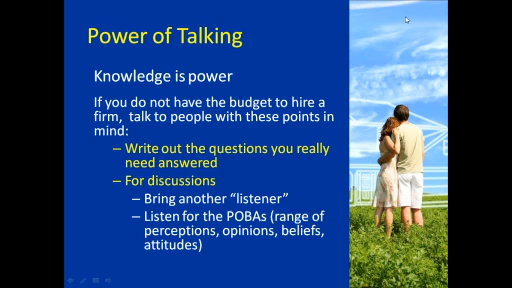 Power of Talking
Knowledge is power
If you do not have the budget to hire a
firm, talk to people with these points in
mind:
– Write out the questions you really
need answered
– For discussions
– Bring another “listener”
– Listen for the POBAs (range of
perceptions, opinions, beliefs,
attitudes)